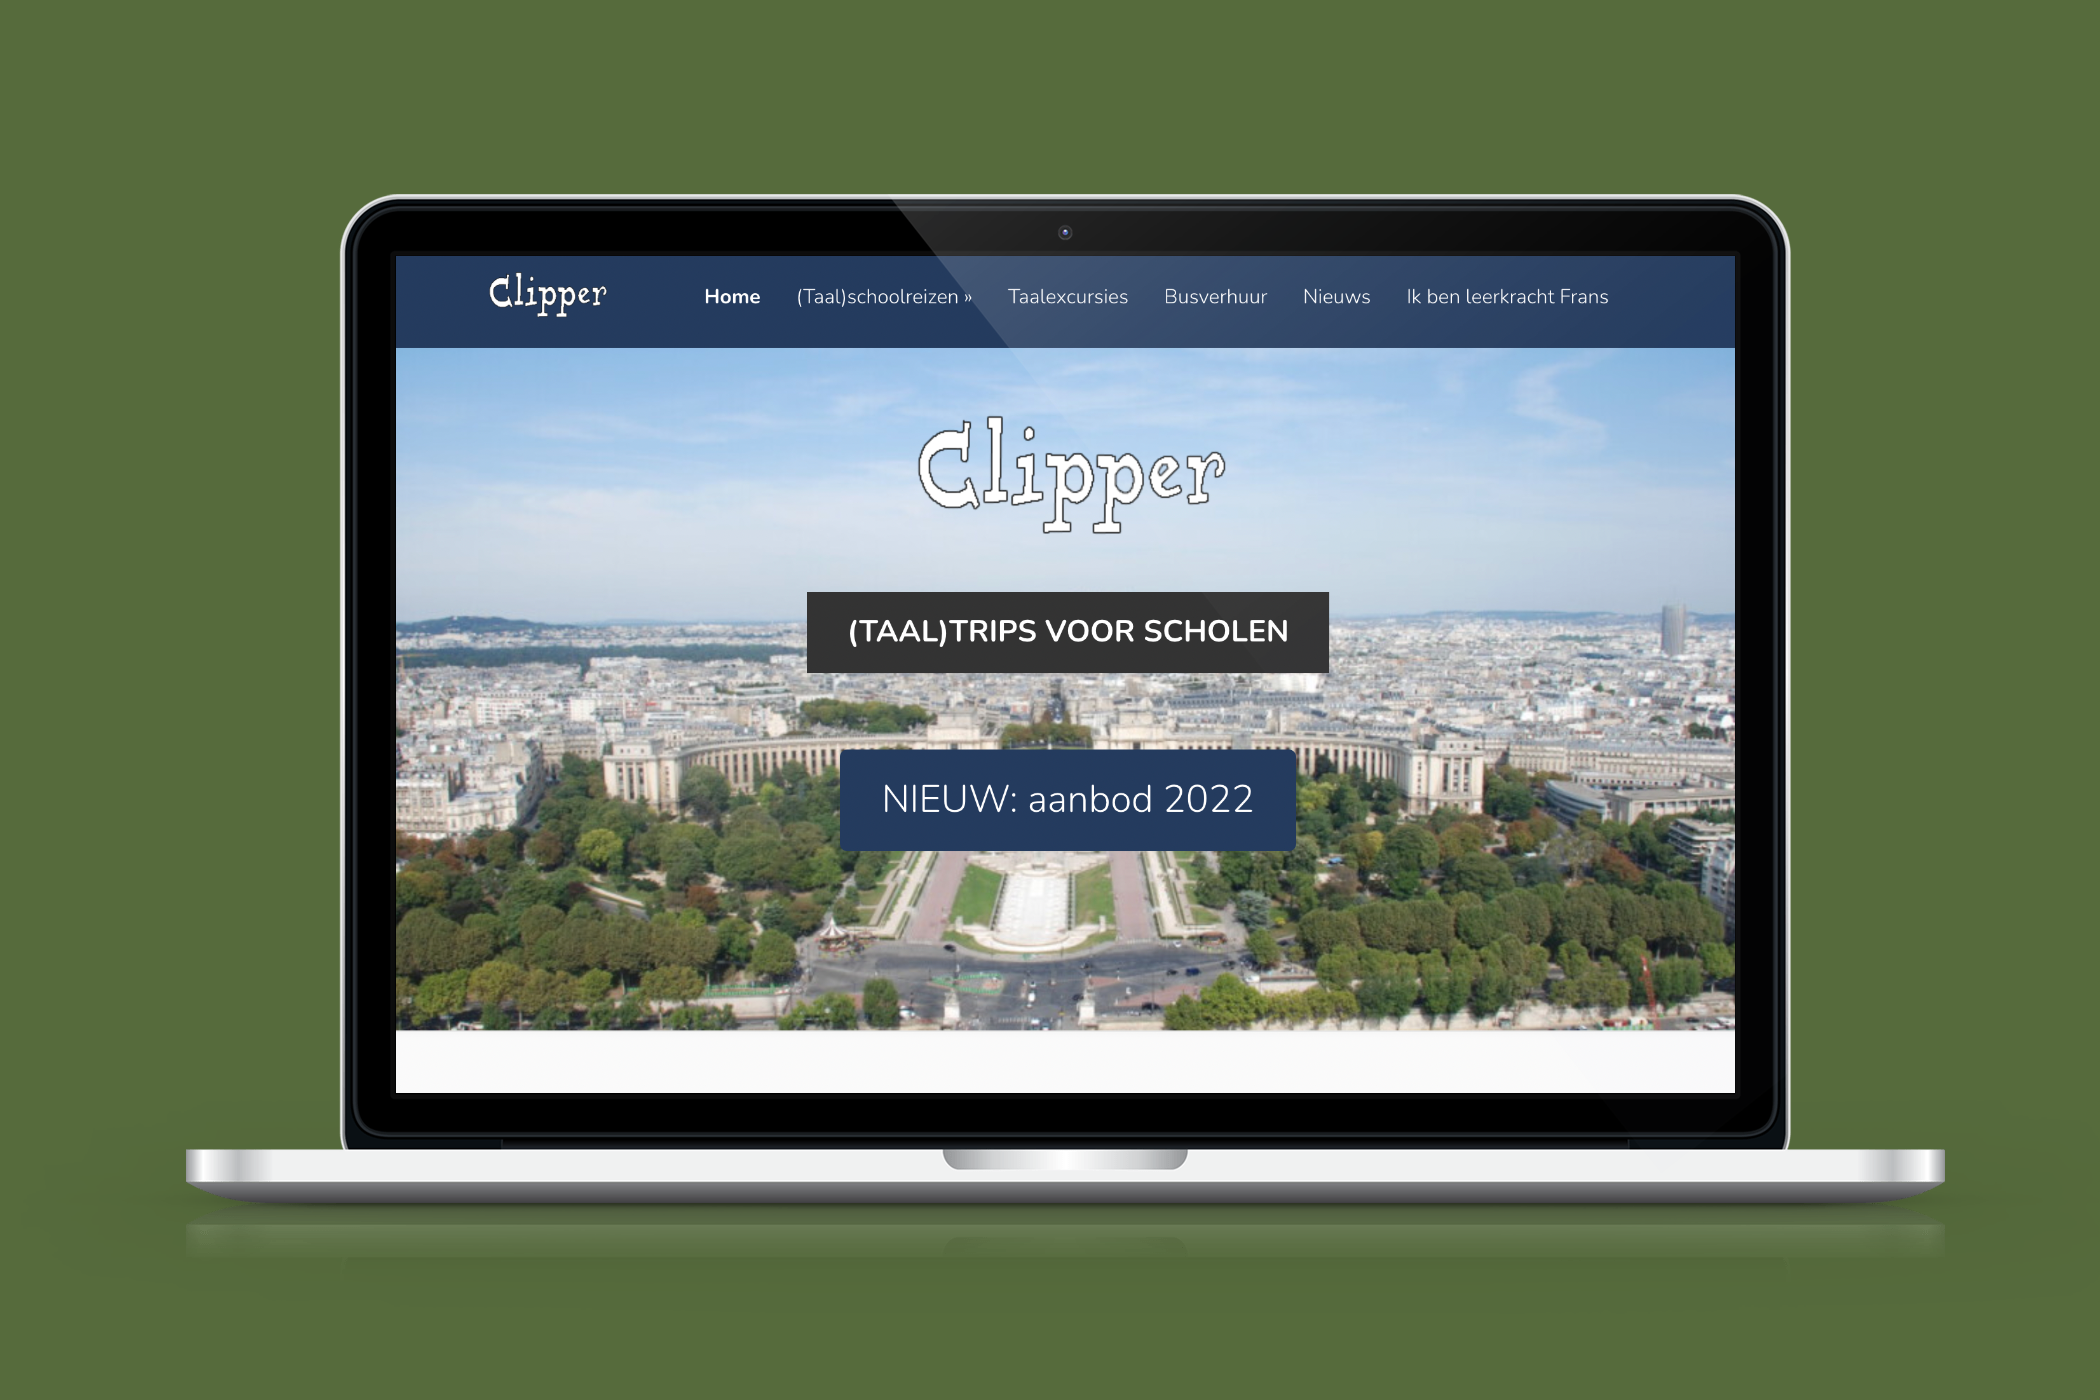 Clipper
Home (Taal)schoolreizen » Taalexcursies Busverhuur Nieuws Ik ben leerkracht Frans
Clipper
(TAAL)TRIPS VOOR SCHOLEN
NIEUW: aanbod 2022